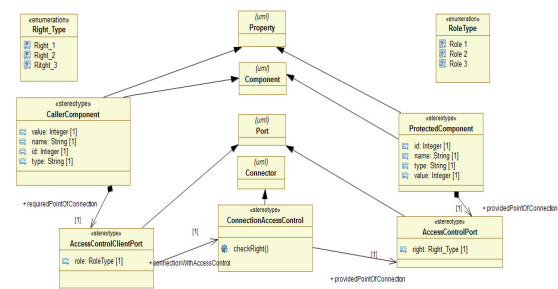 «enumeration»
Right_Type
Right_1
Right_2
Ritght_3
(uml)
Property
«enumeration»
RoleType
Role 1
Role 2
Role 3
(uml)
Component
«stereotype»
CallerComponent
value: Integer [1]
name: String [1]
id: Integer [1]
type: String [1]
(uml)
Port
«stereotype»
ProtectedComponent
id: Integer [1]
name: String [1]
type: String [1]
value: Integer [1]
(uml)
Connector
+ requiredPointOfConnection
[1]
«stereotype»
ConnectionAccessControl
checkRight()
[1]
+ providedPointOfConnection
«stereotype»
AccessControlClientPort
role: RoleType [1]
[1]
+ connectionWithAccessControl
«stereotype»
AccessControlPort
right: Right_Type [1]
[1]
+ providedPointOfConnection